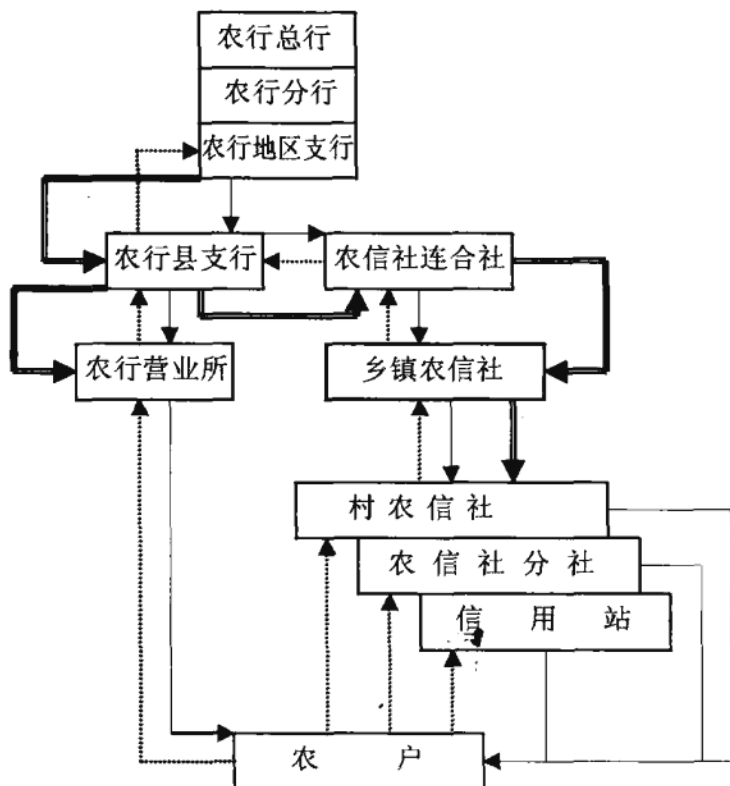 农行总行
农行分行
农行地区支行
农行县支行 农信社连合社
农行营业所 乡镇农信社
村农信社
农信社分社
信用站
农户